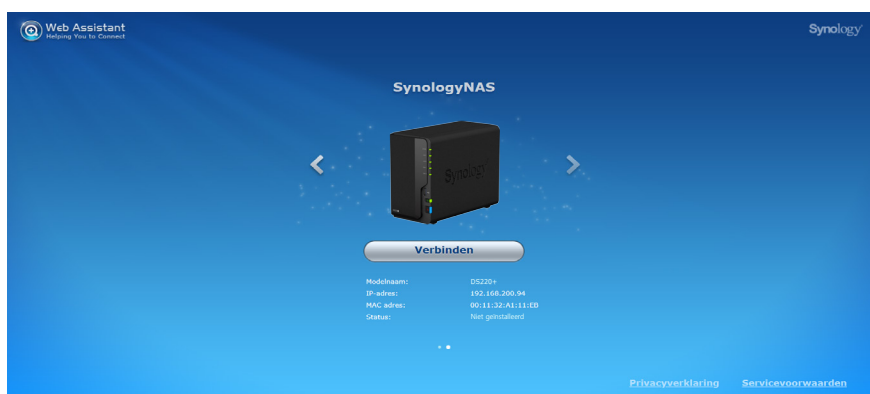 Web Assistant
Helping You to Connect
Synology
SynologyNAS
Synology
Verbinden
Modelnaam: DS220+
IP-adres: 192.168.200.94
MAC adres: 00:11:32:A1:11:EB
Status: Niet geïnstalleerd
Privacyverklaring Servicevoorwaarden